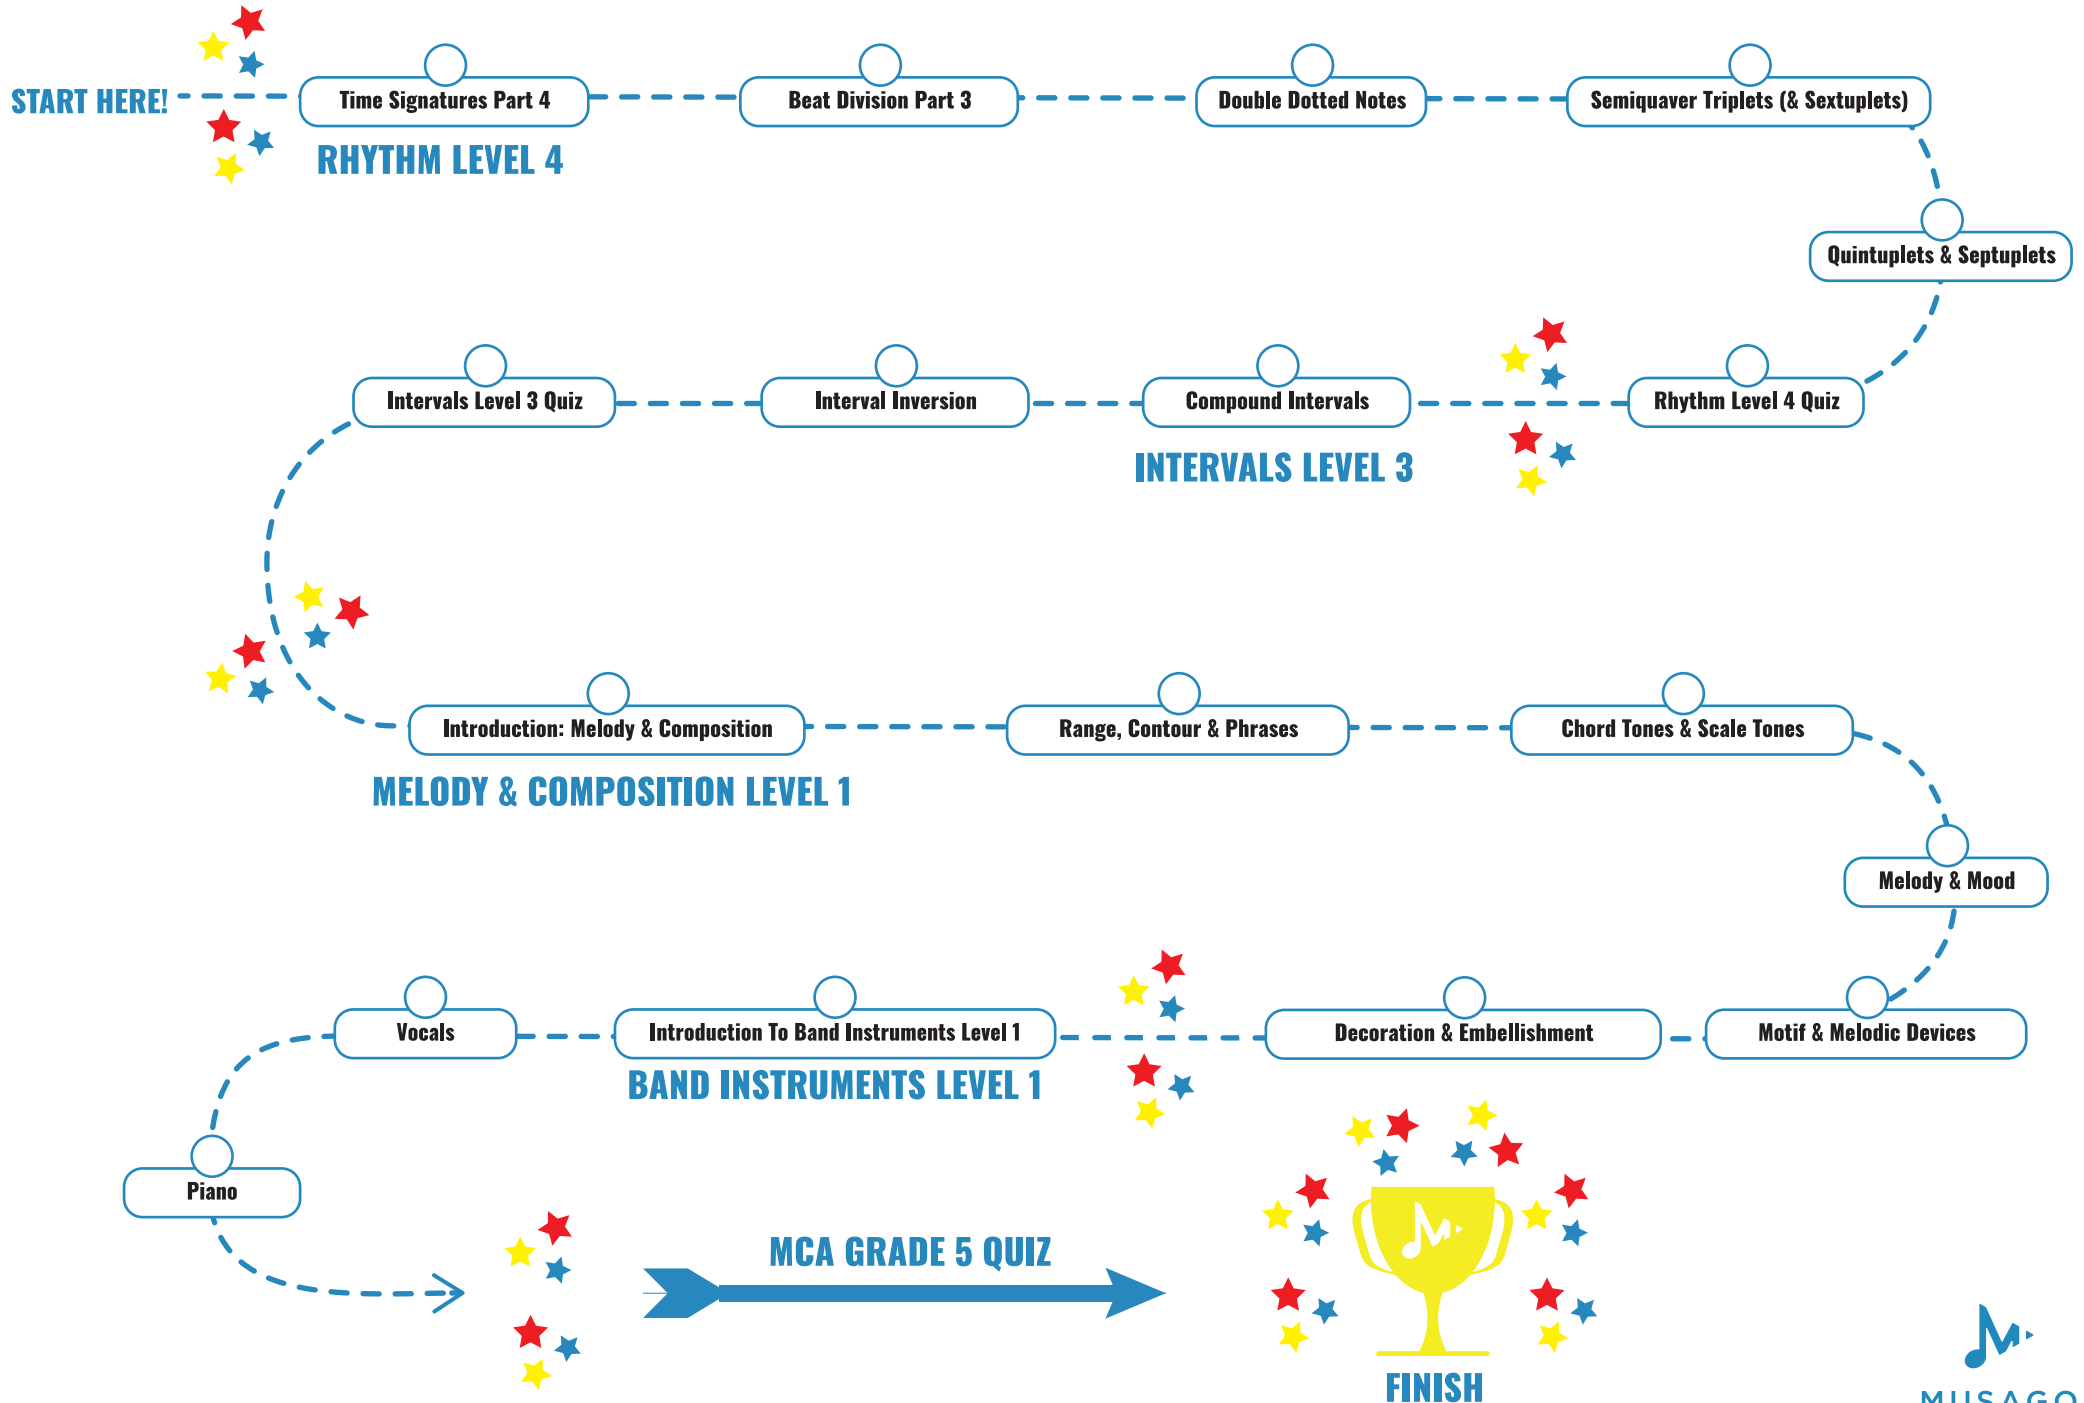 START HERE!
Time Signatures Part 4
Beat Division Part 3
Double Dotted Notes
Semiquaver Triplets (& Sextuplets)
RHYTHM LEVEL 4
Quintuplets & Septuplets
Rhythm Level 4 Quiz
Compound Intervals
Interval Inversion
Intervals Level 3 Quiz
INTERVALS LEVEL 3
Introduction: Melody & Composition
Range, Contour & Phrases
Chord Tones & Scale Tones
MELODY & COMPOSITION LEVEL 1
Melody & Mood
Motif & Melodic Devices
Decoration & Embellishment
Introduction To Band Instruments Level 1
Vocals
BAND INSTRUMENTS LEVEL 1
Piano
MCA GRADE 5 QUIZ
FINISH
MUSAGO